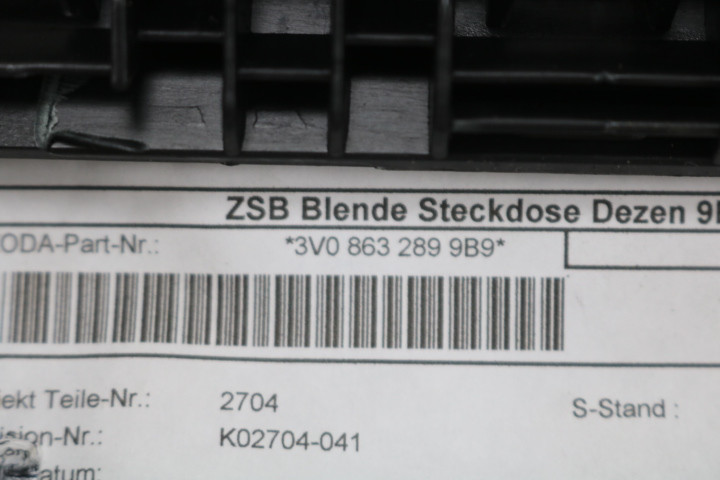 ZSB Blende Steckdose Dezen 9
ODA-Part-Nr.: *3V0 863 289 9B9*
ekt Teile-Nr.: 2704 S-Stand :
ision-Nr.: K02704-041
atum: